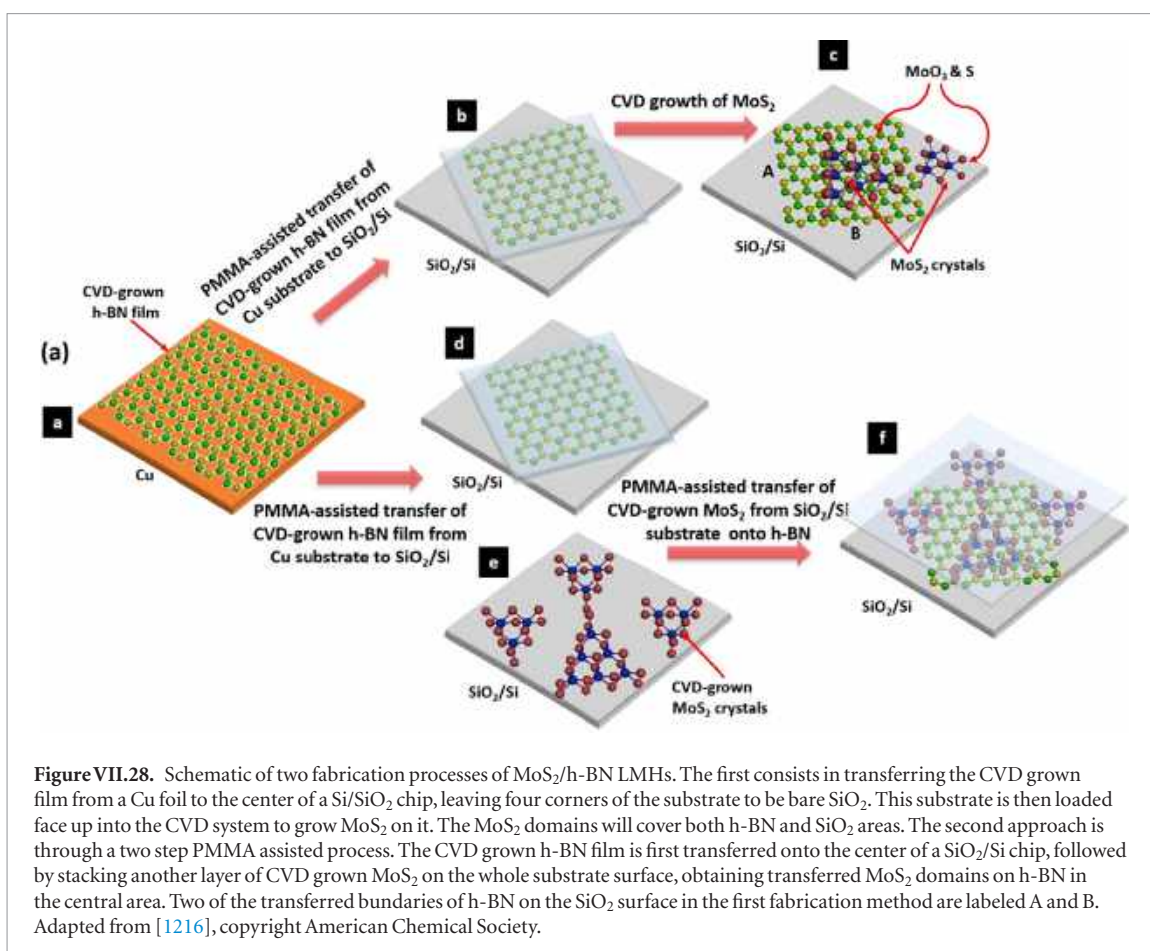 c
MoO3 & S
CVD growth of MoS2
b
A
B
SiO2/Si
MoS2 crystals
SiO2/Si
PMMA-assisted transfer of
CVD-grown h-BN film from
Cu substrate to SiO2/Si
CVD-grown
h-BN film
(a)
a
Cu
d
SiO2/Si
PMMA-assisted transfer of
CVD-grown h-BN film from
Cu substrate to SiO2/Si
PMMA-assisted transfer of
CVD-grown MoS2 from SiO2/Si
substrate onto h-BN
f
SiO2/Si
e
SiO2/Si
CVD-grown
MoS2 crystals
Figure VII.28. Schematic of two fabrication processes of MoS2/h-BN LMHs. The first consists in transferring the CVD grown
film from a Cu foil to the center of a Si/SiO2 chip, leaving four corners of the substrate to be bare SiO2. This substrate is then loaded
face up into the CVD system to grow MoS2 on it. The MoS2 domains will cover both h-BN and SiO2 areas. The second approach is
through a two step PMMA assisted process. The CVD grown h-BN film is first transferred onto the center of a SiO2/Si chip, followed
by stacking another layer of CVD grown MoS2 on the whole substrate surface, obtaining transferred MoS2 domains on h-BN in
the central area. Two of the transferred bundaries of h-BN on the SiO2 surface in the first fabrication method are labeled A and B.
Adapted from [1216], copyright American Chemical Society.